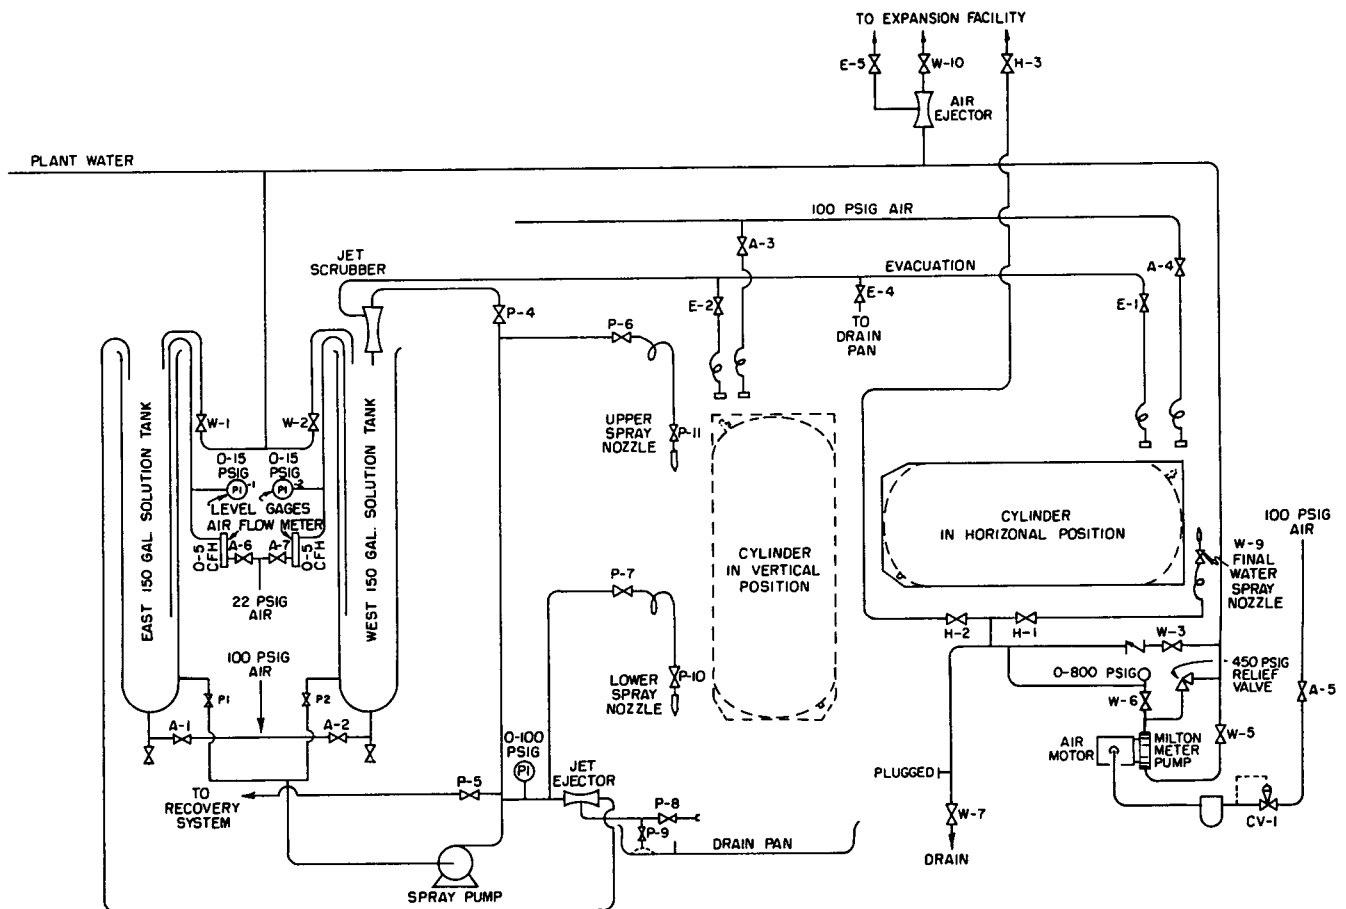 TO EXPANSION FACILITY
E-5
W-10
H-3
AIR
EJECTOR
PLANT WATER
100 PSIG AIR
A-3
JET
SCRUBBER
EVACUATION
A-4
E-2
E-4
E-1
TO
DRAIN
PAN
P-4
P-6
W-1
W-2
UPPER
SPRAY
NOZZLE
P-11
0-15
PSIG
0-15
PSIG
PI
-1
PI
-2
LEVEL GAGES
AIR FLOW METER
0-5
CFH
A-6
A-7
0-5
CFH
EAST 150 GAL. SOLUTION TANK
WEST 150 GAL. SOLUTION TANK
22 PSIG
AIR
100 PSIG
AIR
CYLINDER
IN VERTICAL
POSITION
CYLINDER
IN HORIZONAL POSITION
100 PSIG
AIR
W-9
FINAL
WATER
SPRAY
NOZZLE
P-7
H-2
H-1
W-3
P1
P2
LOWER
SPRAY
NOZZLE
P-10
0-800 PSIG
450 PSIG
RELIEF
VALVE
W-6
A-5
A-1
A-2
0-100
PSIG
PI
JET
EJECTOR
AIR
MOTOR
MILTON
METER
PUMP
W-5
PLUGGED
TO
RECOVERY
SYSTEM
P-5
P-8
P-9
DRAIN PAN
W-7
DRAIN
CV-1
SPRAY PUMP